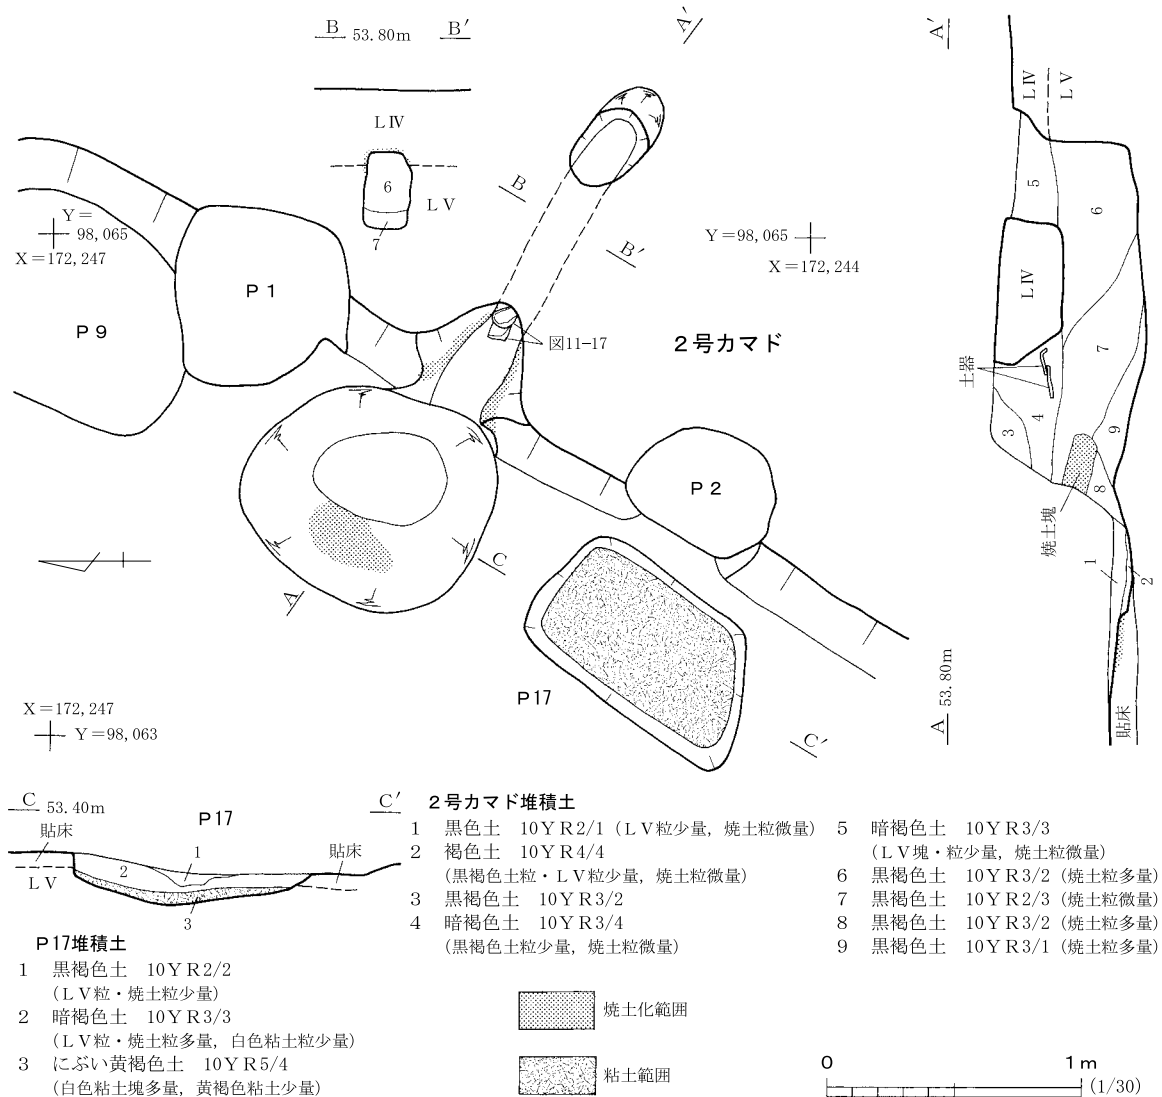 B 53.80m B′
A′
LⅣ
6
LⅤ
7
B
B′
Y＝98,065
X＝172,247
P1
P9
図11−17
2号カマド
Y＝98,065
X＝172,244
P2
C
A
P17
C′
X＝172,247
Y＝98,063
A′
LⅣ
LⅤ
5
6
LⅣ
7
土器
3
4
9
8
焼土塊
1
2
貼床
A 53.80m
C 53.40m C′
P17
貼床
1
2
貼床
LⅤ
3
P17堆積土
1 黒褐色土 10YR2/2
（LⅤ粒・焼土粒少量）
2 暗褐色土 10YR3/3
（LⅤ粒・焼土粒多量，白色粘土粒少量）
3 にぶい黄褐色土 10YR5/4
（白色粘土塊多量，黄褐色粘土少量）
2号カマド堆積土
1 黒色土 10YR2/1（LⅤ粒少量，焼土粒微量）
2 褐色土 10YR4/4
（黒褐色土粒・LⅤ粒少量，焼土粒微量）
3 黒褐色土 10YR3/2
4 暗褐色土 10YR3/4
（黒褐色土粒少量，焼土粒微量）
5 暗褐色土 10YR3/3
（LⅤ塊・粒少量，焼土粒微量）
6 黒褐色土 10YR3/2（焼土粒多量）
7 黒褐色土 10YR2/3（焼土粒微量）
8 黒褐色土 10YR3/2（焼土粒多量）
9 黒褐色土 10YR3/1（焼土粒多量）
焼土化範囲
粘土範囲
0 1m
（1/30）